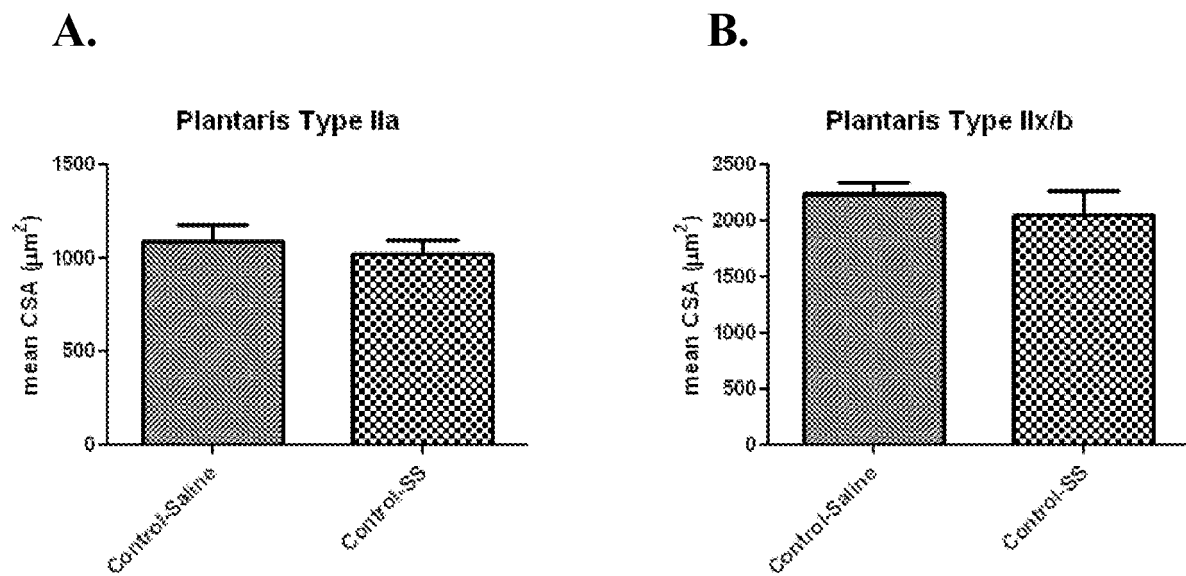 A.
Plantaris Type IIa
mean CSA (µm²)
1500
1000
500
0
Control-Saline
Control-SS
B.
Plantaris Type IIx/b
mean CSA (µm²)
2500
2000
1500
1000
500
0
Control-Saline
Control-SS